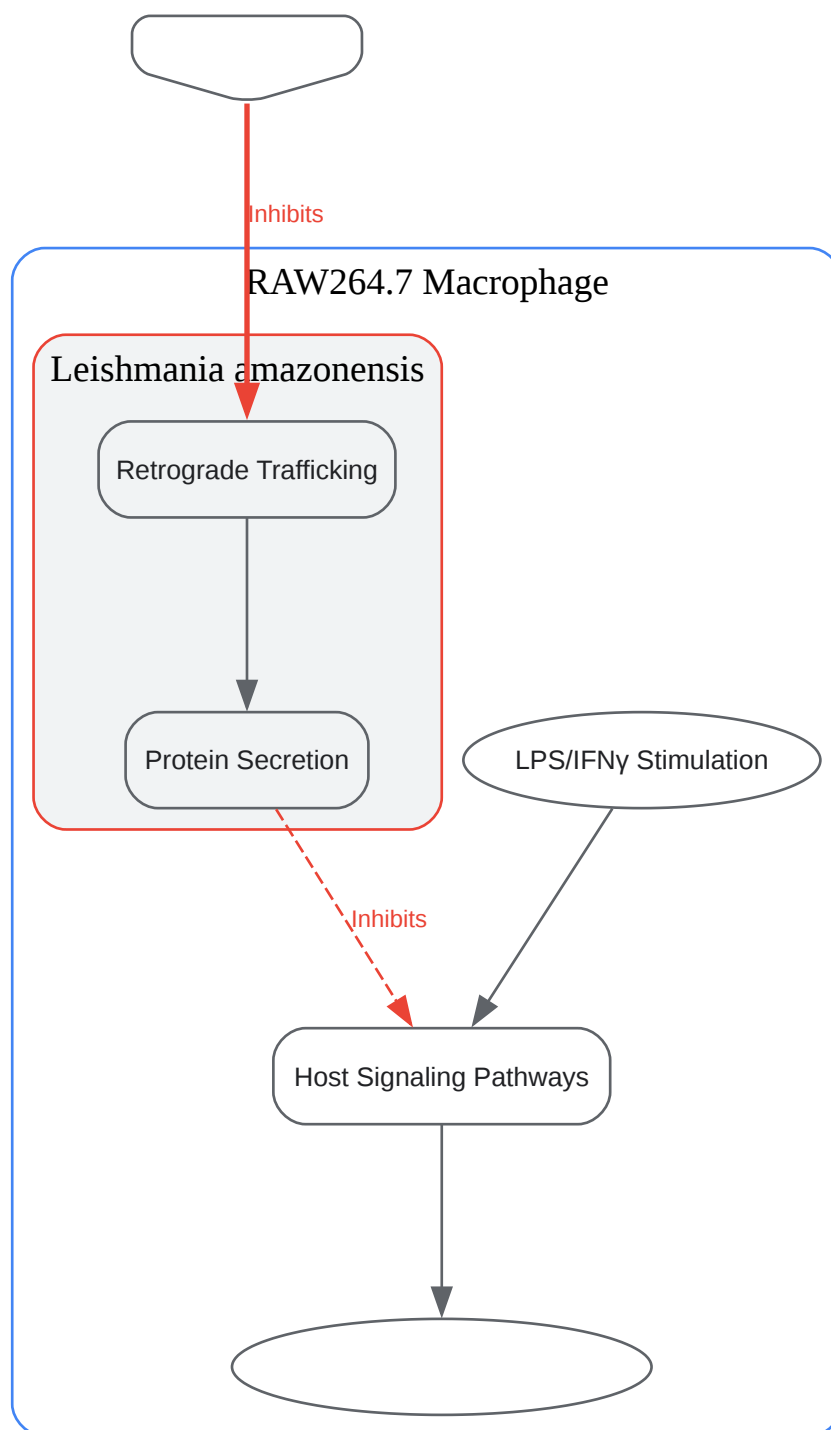 Inhibits
RAW264.7 Macrophage
Leishmania amazonensis
Retrograde Trafficking
Protein Secretion
LPS/IFNγ Stimulation
Inhibits
Host Signaling Pathways